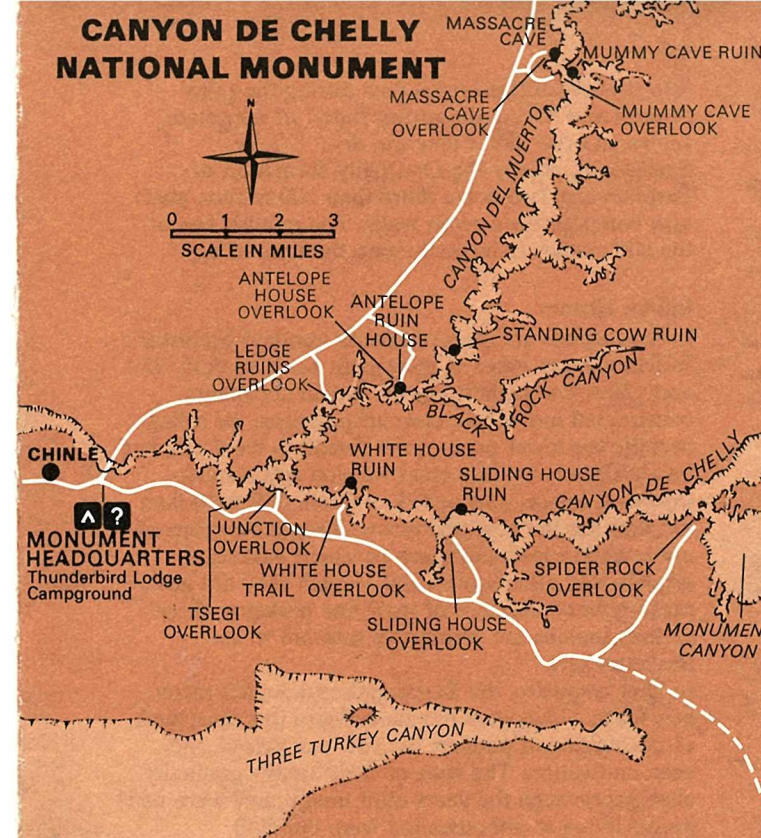 CANYON DE CHELLY
NATIONAL MONUMENT
MASSACRE
CAVE
MUMMY CAVE RUIN
MASSACRE
CAVE
OVERLOOK
MUMMY CAVE
OVERLOOK
N
0 1 2 3
SCALE IN MILES
CANYON DEL MUERTO
ANTELOPE
HOUSE
OVERLOOK
ANTELOPE
RUIN
HOUSE
STANDING COW RUIN
LEDGE
RUINS
OVERLOOK
BLACK ROCK CANYON
CHINLE
WHITE HOUSE
RUIN
SLIDING HOUSE
RUIN
CANYON DE CHELLY
?
MONUMENT
HEADQUARTERS
Thunderbird Lodge
Campground
JUNCTION
OVERLOOK
WHITE HOUSE
TRAIL OVERLOOK
SPIDER ROCK
OVERLOOK
TSEGI
OVERLOOK
SLIDING HOUSE
OVERLOOK
MONUMEN
CANYON
THREE TURKEY CANYON